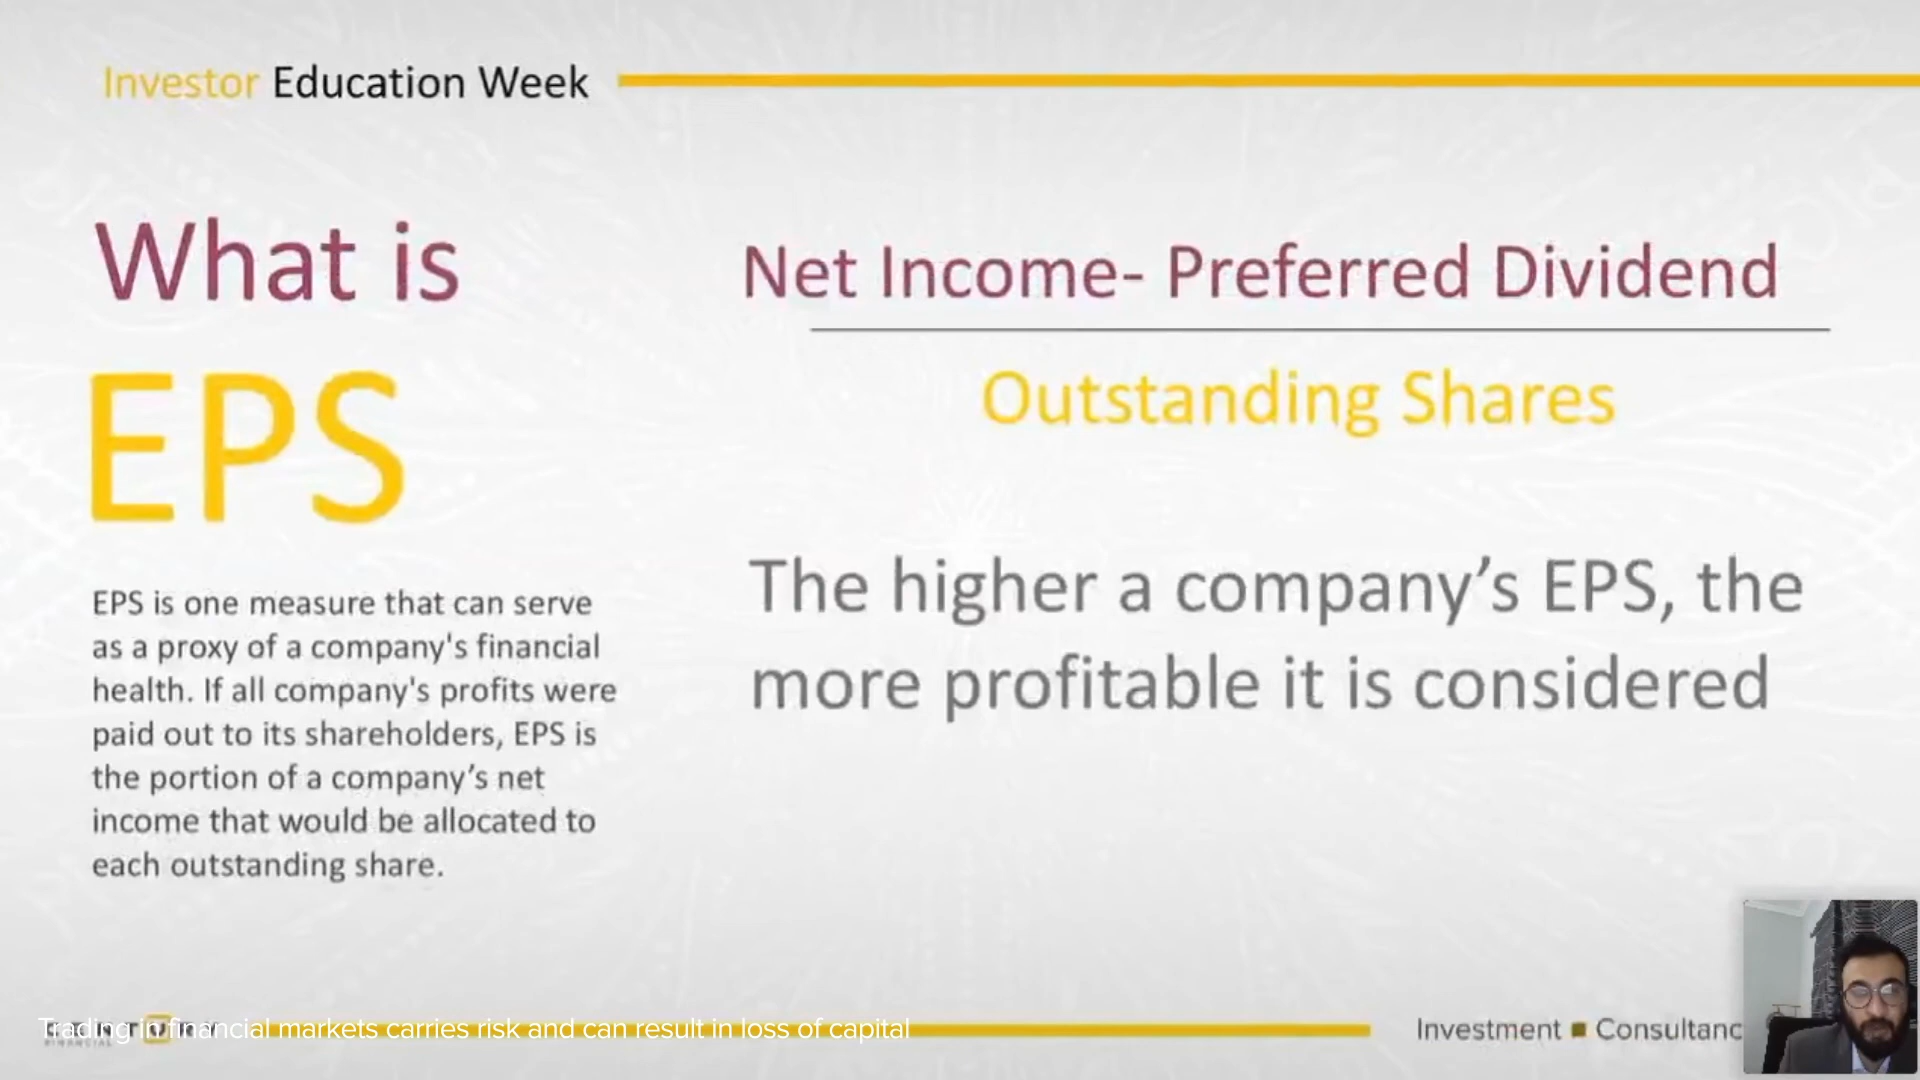 Investor Education Week
What is
EPS
EPS is one measure that can serve
as a proxy of a company's financial
health. If all company's profits were
paid out to its shareholders, EPS is
the portion of a company’s net
income that would be allocated to
each outstanding share.
Net Income- Preferred Dividend
Outstanding Shares
The higher a company’s EPS, the
more profitable it is considered
Trading in financial markets carries risk and can result in loss of capital
FINANCIAL
Investment ■ Consultanc